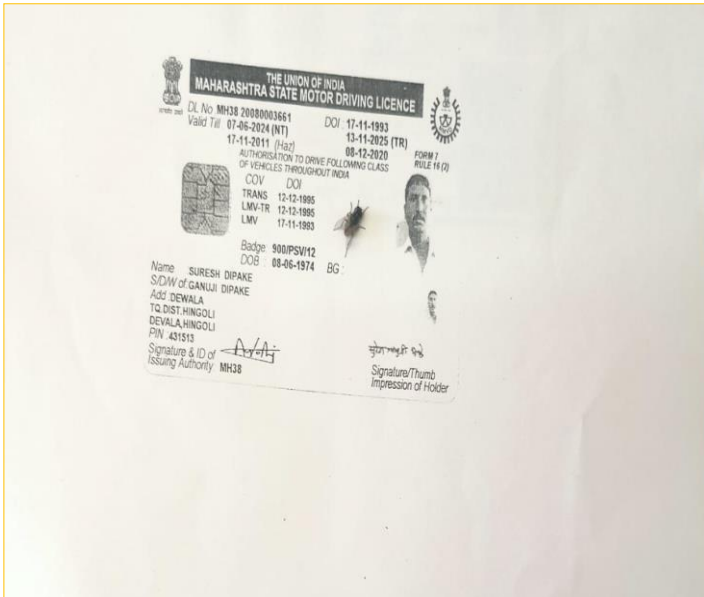 THE UNION OF INDIA
MAHARASHTRA STATE MOTOR DRIVING LICENCE
DL No MH38 20080003661 DOI : 17-11-1993
Valid Till 07-06-2024 (NT) 13-11-2025 (TR)
17-11-2011 (Haz) 08-12-2020
FORM 7
RULE 16 (2)
AUTHORISATION TO DRIVE FOLLOWING CLASS
OF VEHICLES THROUGHOUT INDIA
COV DOI
TRANS 12-12-1995
LMV-TR 12-12-1995
LMV 17-11-1993
Badge 900/PSV/12
DOB : 08-06-1974 BG :
Name SURESH DIPAKE
S/D/W of GANUJI DIPAKE
Add DEWALA
TQ.DIST.HINGOLI
DEVALA,HINGOLI
PIN 431513
Signature & ID of
Issuing Authority MH38
Signature/Thumb
Impression of Holder